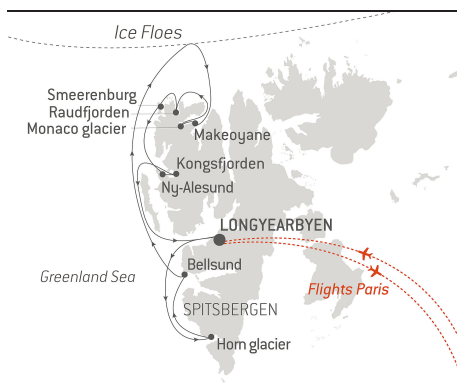 Ice Floes
Smeerenburg
Raudfjorden
Monaco glacier
Makeoyane
Kongsfjorden
Ny-Alesund
LONGYEARBYEN
Bellsund
Greenland Sea
Flights Paris
SPITSBERGEN
Horn glacier